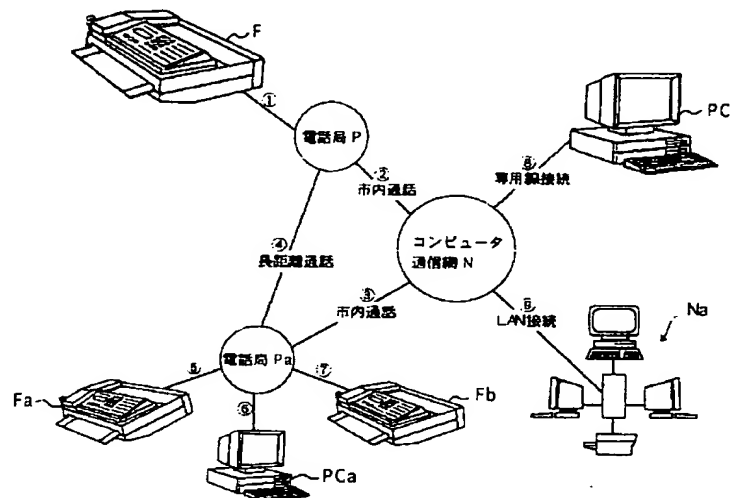 F
①
電話局 P
PC
②
市内通話
⑧
専用線接続
コンピュータ
通信網 N
④
長距離通話
③
市内通話
⑨
LAN接続
Na
電話局 Pa
⑤
⑦
Fa
Fb
⑥
PCa